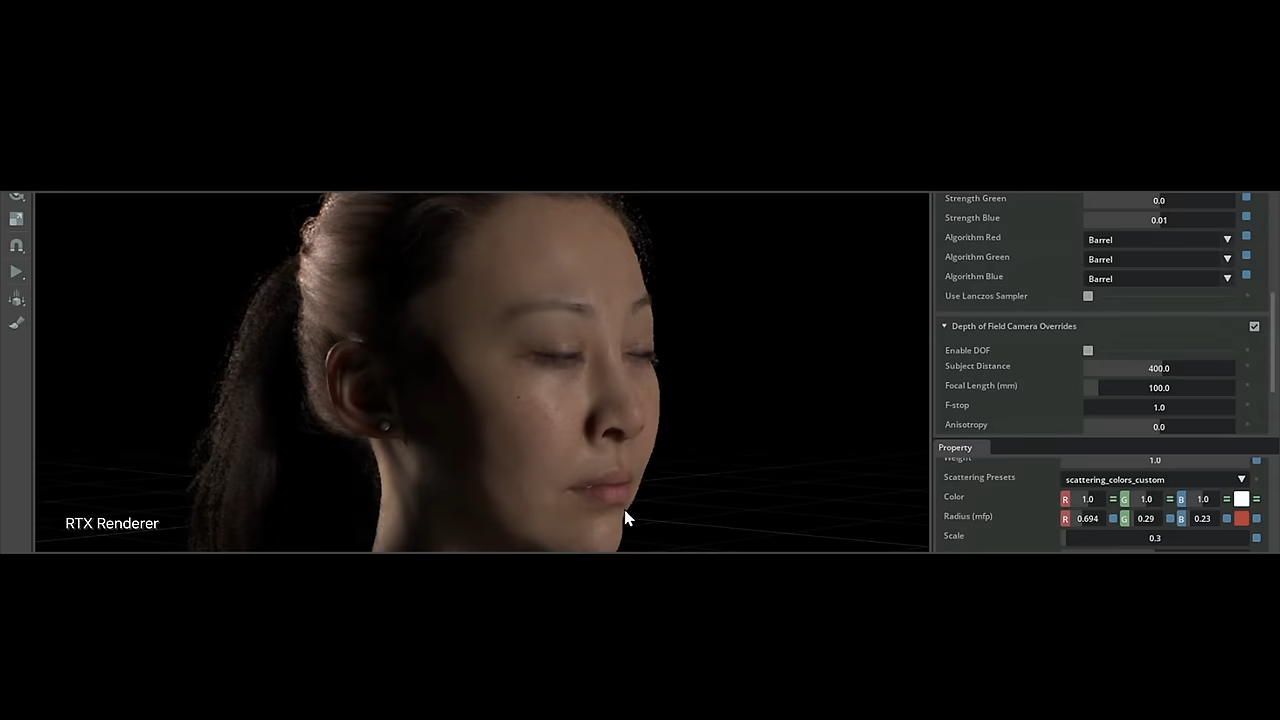 Strength Green 0.0
Strength Blue 0.01
Algorithm Red Barrel
Algorithm Green Barrel
Algorithm Blue Barrel
Use Lanczos Sampler
Depth of Field Camera Overrides
Enable DOF
Subject Distance 400.0
Focal Length (mm) 100.0
F-stop 1.0
Anisotropy 0.0
Property
Weight 1.0
Scattering Presets scattering_colors_custom
Color R 1.0 G 1.0 B 1.0
Radius (mfp) R 0.694 G 0.29 B 0.23
Scale 0.3
RTX Renderer